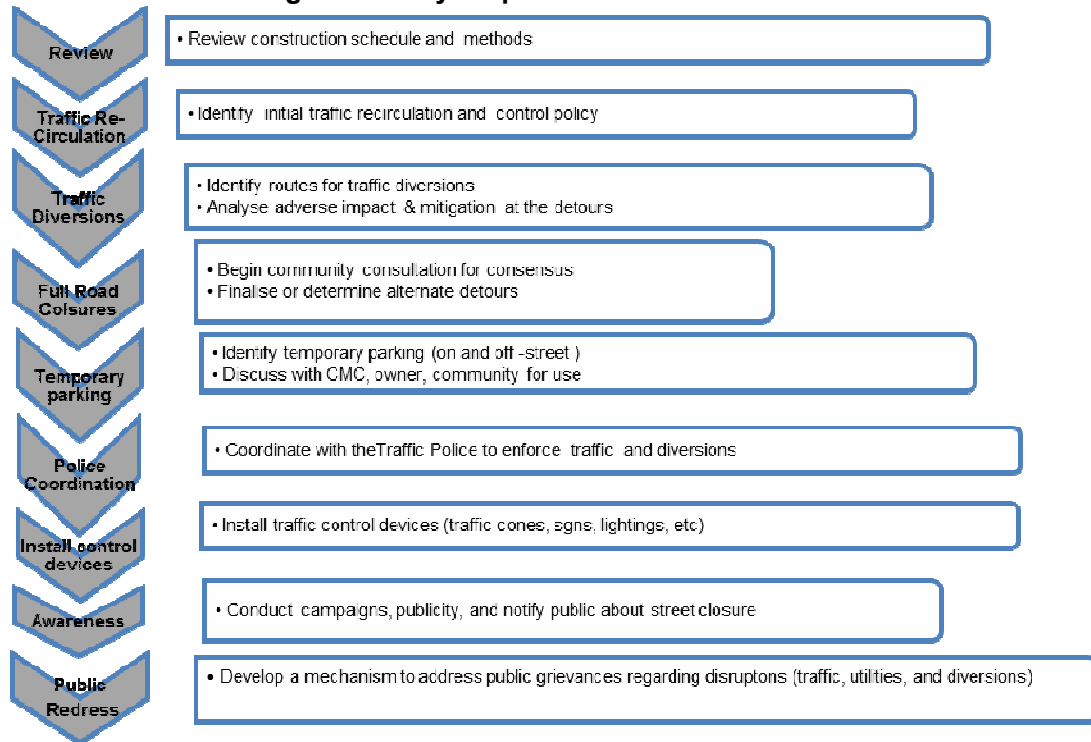 Review
• Review construction schedule and methods
Traffic Re-
Circulation
• Identify initial traffic recirculation and control policy
Traffic
Diversions
• Identify routes for traffic diversions
• Analyse adverse impact & mitigation at the detours
Full Road
Colsures
• Begin community consultation for consensus
• Finalise or determine alternate detours
Temporary
parking
• Identify temporary parking (on and off -street )
• Discuss with CMC, owner, community for use
Police
Coordination
• Coordinate with theTraffic Police to enforce traffic and diversions
Install control
devices
• Install traffic control devices (traffic cones, sgns, lightings, etc)
Awareness
• Conduct campaigns, publicity, and notify public about street closure
Public
Redress
• Develop a mechanism to address public grievances regarding disruptons (traffic, utilities, and diversions)